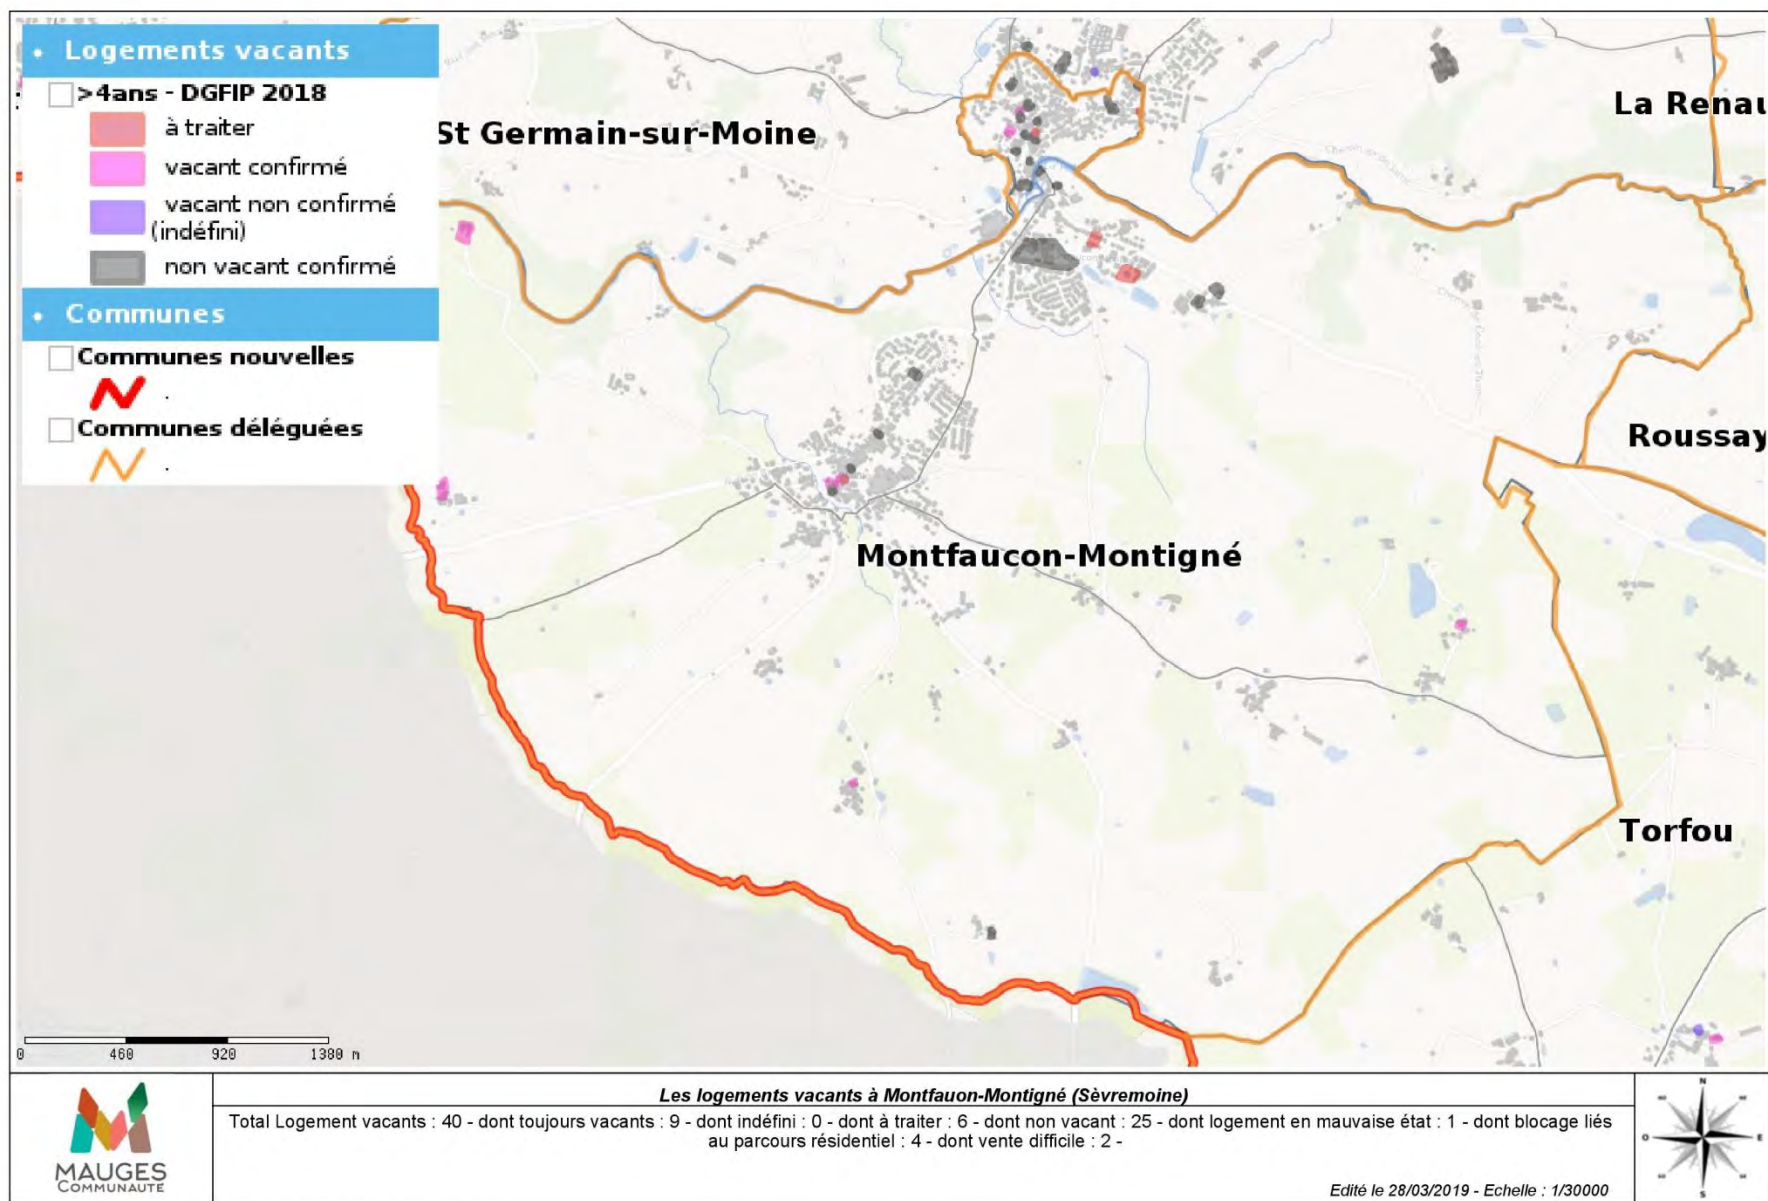 Logements vacants
>4ans - DGFIP 2018
à traiter
vacant confirmé
vacant non confirmé
(indéfini)
non vacant confirmé
Communes
Communes nouvelles
.
Communes déléguées
.
St Germain-sur-Moine
La Renau
Roussay
Montfaucon-Montigné
Torfou
0 460 920 1380 m
MAUGES
COMMUNAUTÉ
Les logements vacants à Montfauon-Montigné (Sèvremoine)
Total Logement vacants : 40 - dont toujours vacants : 9 - dont indéfini : 0 - dont à traiter : 6 - dont non vacant : 25 - dont logement en mauvaise état : 1 - dont blocage liés
au parcours résidentiel : 4 - dont vente difficile : 2 -
Edité le 28/03/2019 - Echelle : 1/30000
N
O
E
S